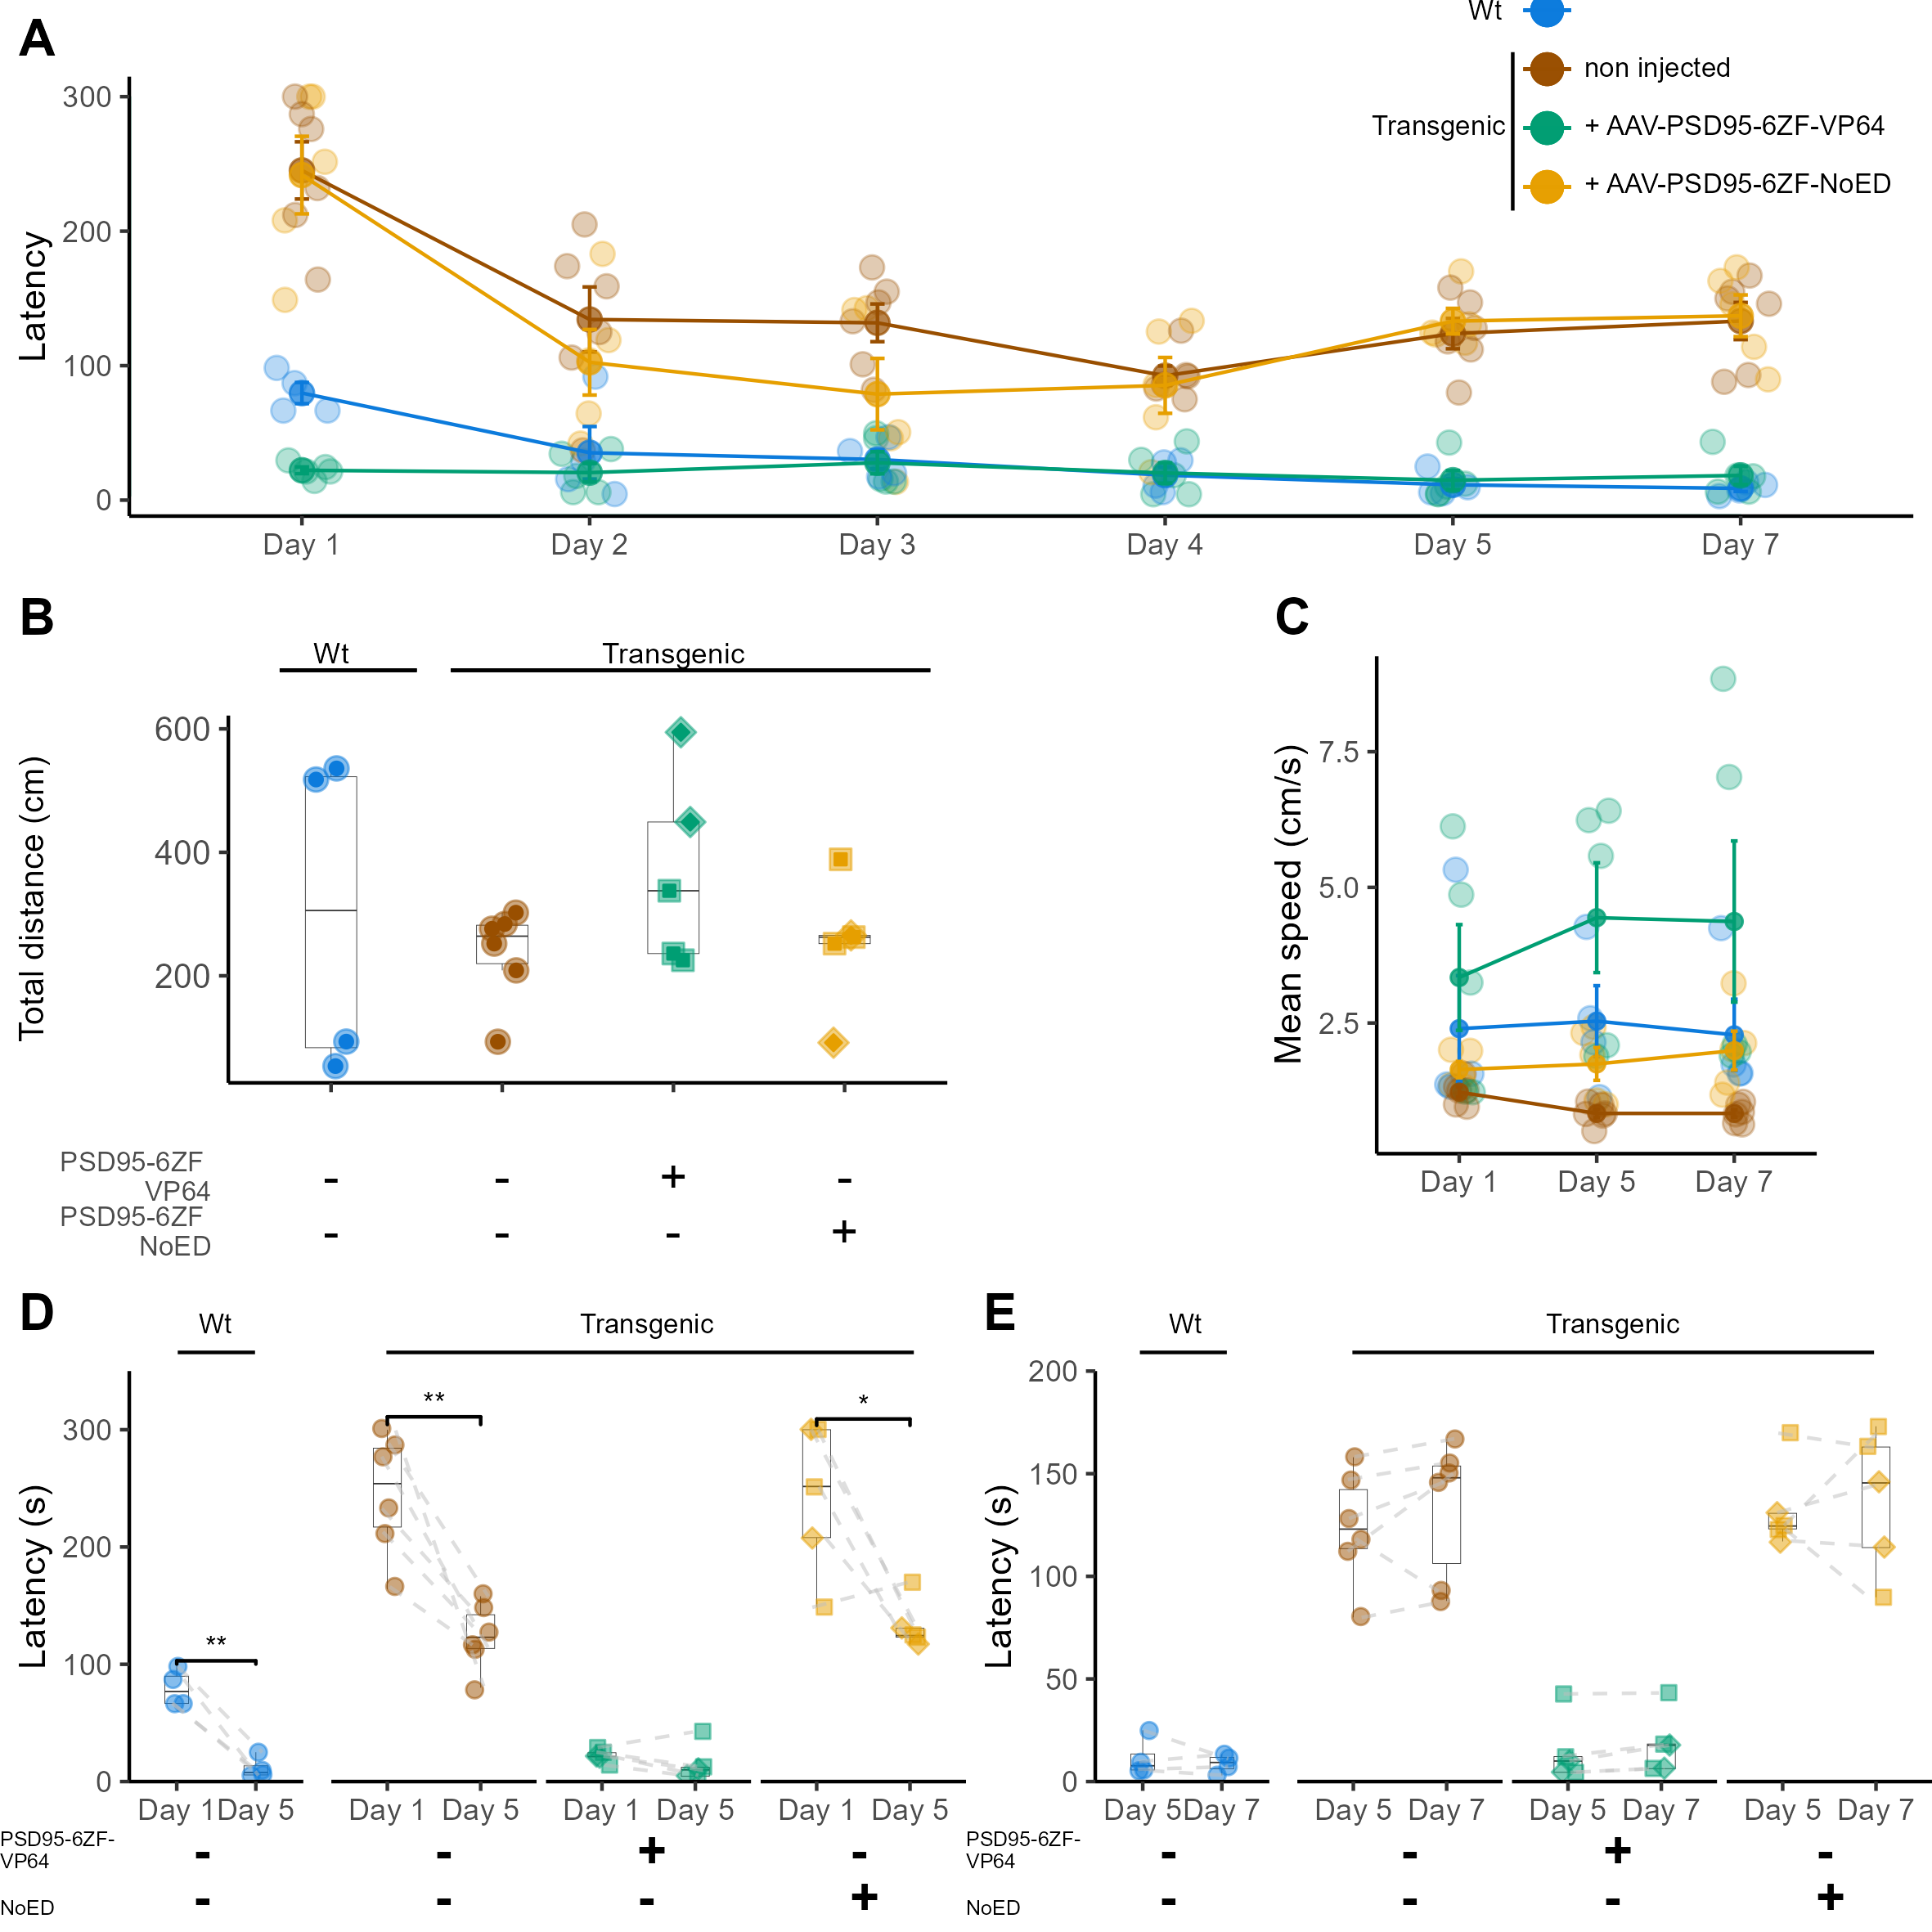 A
Wt
non injected
Transgenic
+ AAV-PSD95-6ZF-VP64
+ AAV-PSD95-6ZF-NoED
Latency
300
200
100
0
Day 1 Day 2 Day 3 Day 4 Day 5 Day 7
B
Wt Transgenic
Total distance (cm)
600
400
200
PSD95-6ZF
VP64
- - + -
PSD95-6ZF
NoED
- - - +
C
Mean speed (cm/s)
7.5
5.0
2.5
Day 1 Day 5 Day 7
D
Wt Transgenic
** ** *
Latency (s)
300
200
100
0
Day 1 Day 5 Day 1 Day 5 Day 1 Day 5 Day 1 Day 5
PSD95-6ZF-
VP64
- - + -
NoED
- - - +
E
Wt Transgenic
Latency (s)
200
150
100
50
0
Day 5 Day 7 Day 5 Day 7 Day 5 Day 7 Day 5 Day 7
PSD95-6ZF-
VP64
- - + -
NoED
- - - +